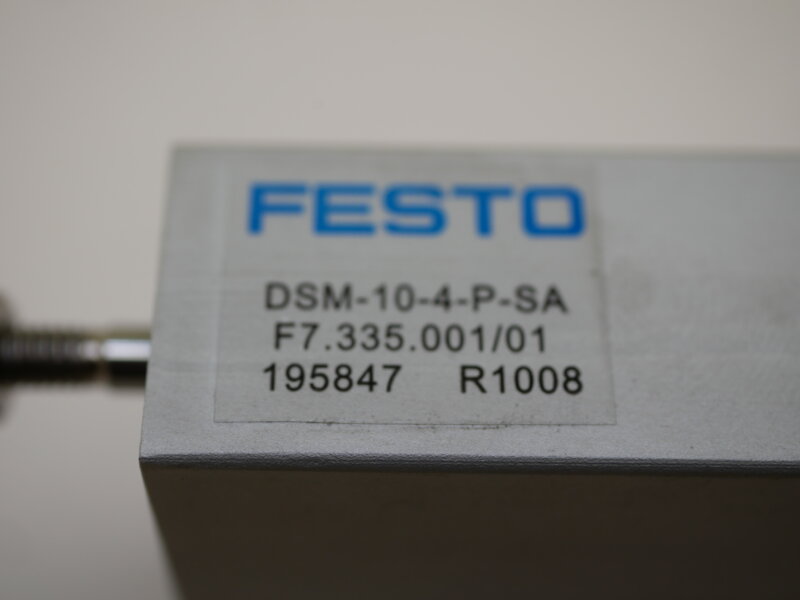 FESTO
DSM-10-4-P-SA
F7.335.001/01
195847 R1008